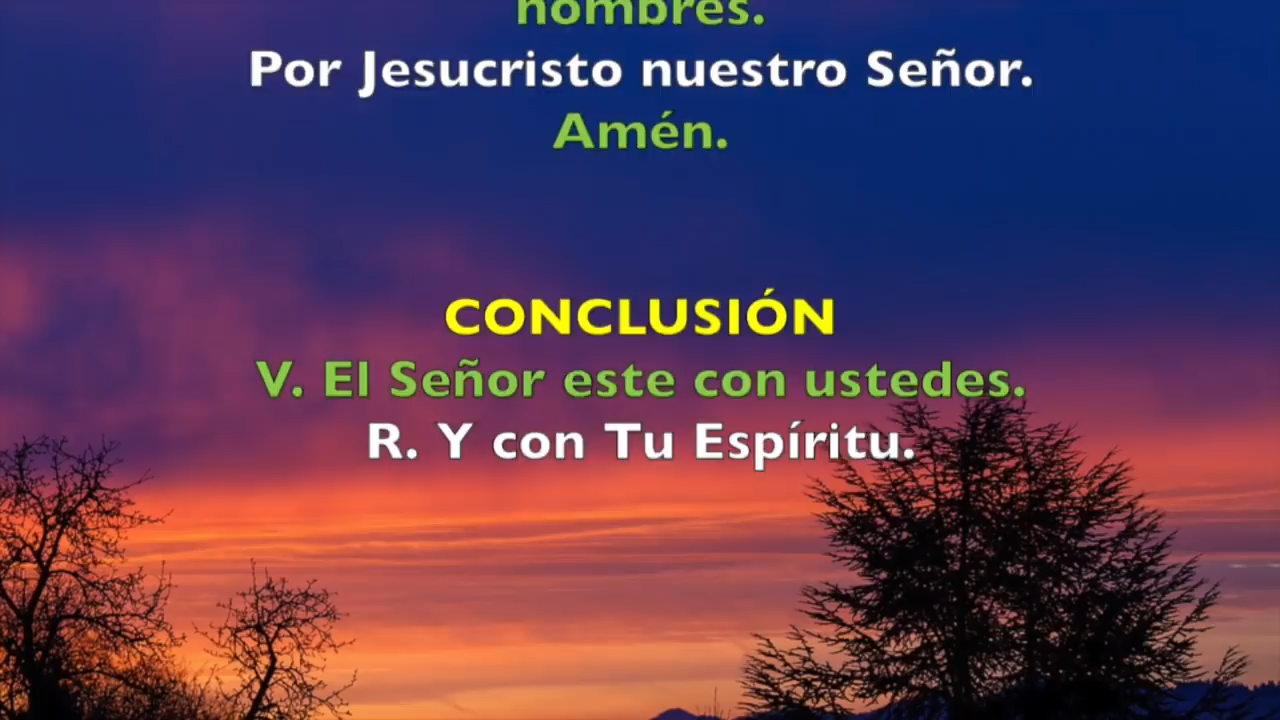 hombres.
Por Jesucristo nuestro Señor.
Amén.
CONCLUSIÓN
V. El Señor este con ustedes.
R. Y con Tu Espíritu.